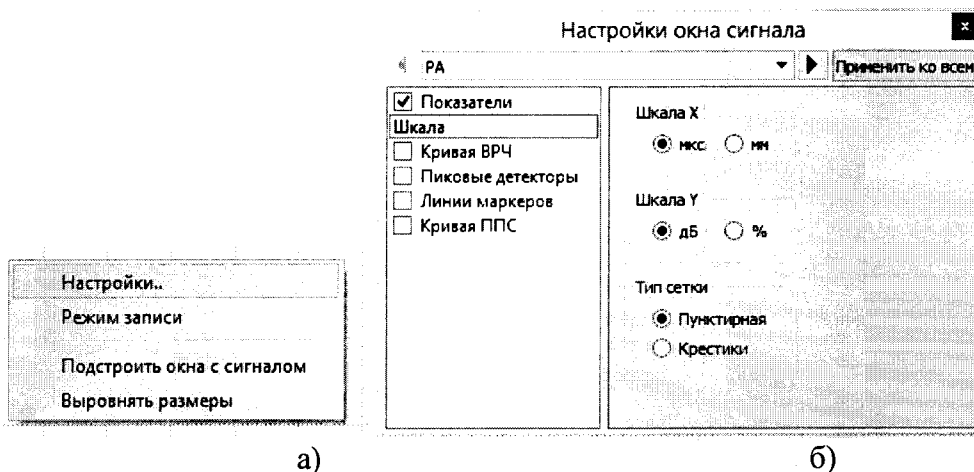 Настройки окна сигнала
x
РА
Применить ко всем
Показатели
Шкала
Кривая ВРЧ
Пиковые детекторы
Линии маркеров
Кривая ППС
Шкала X
мкс мм
Шкала Y
дБ %
Тип сетки
Пунктирная
Крестики
Настройки..
Режим записи
Подстроить окна с сигналом
Выровнять размеры
а) б)